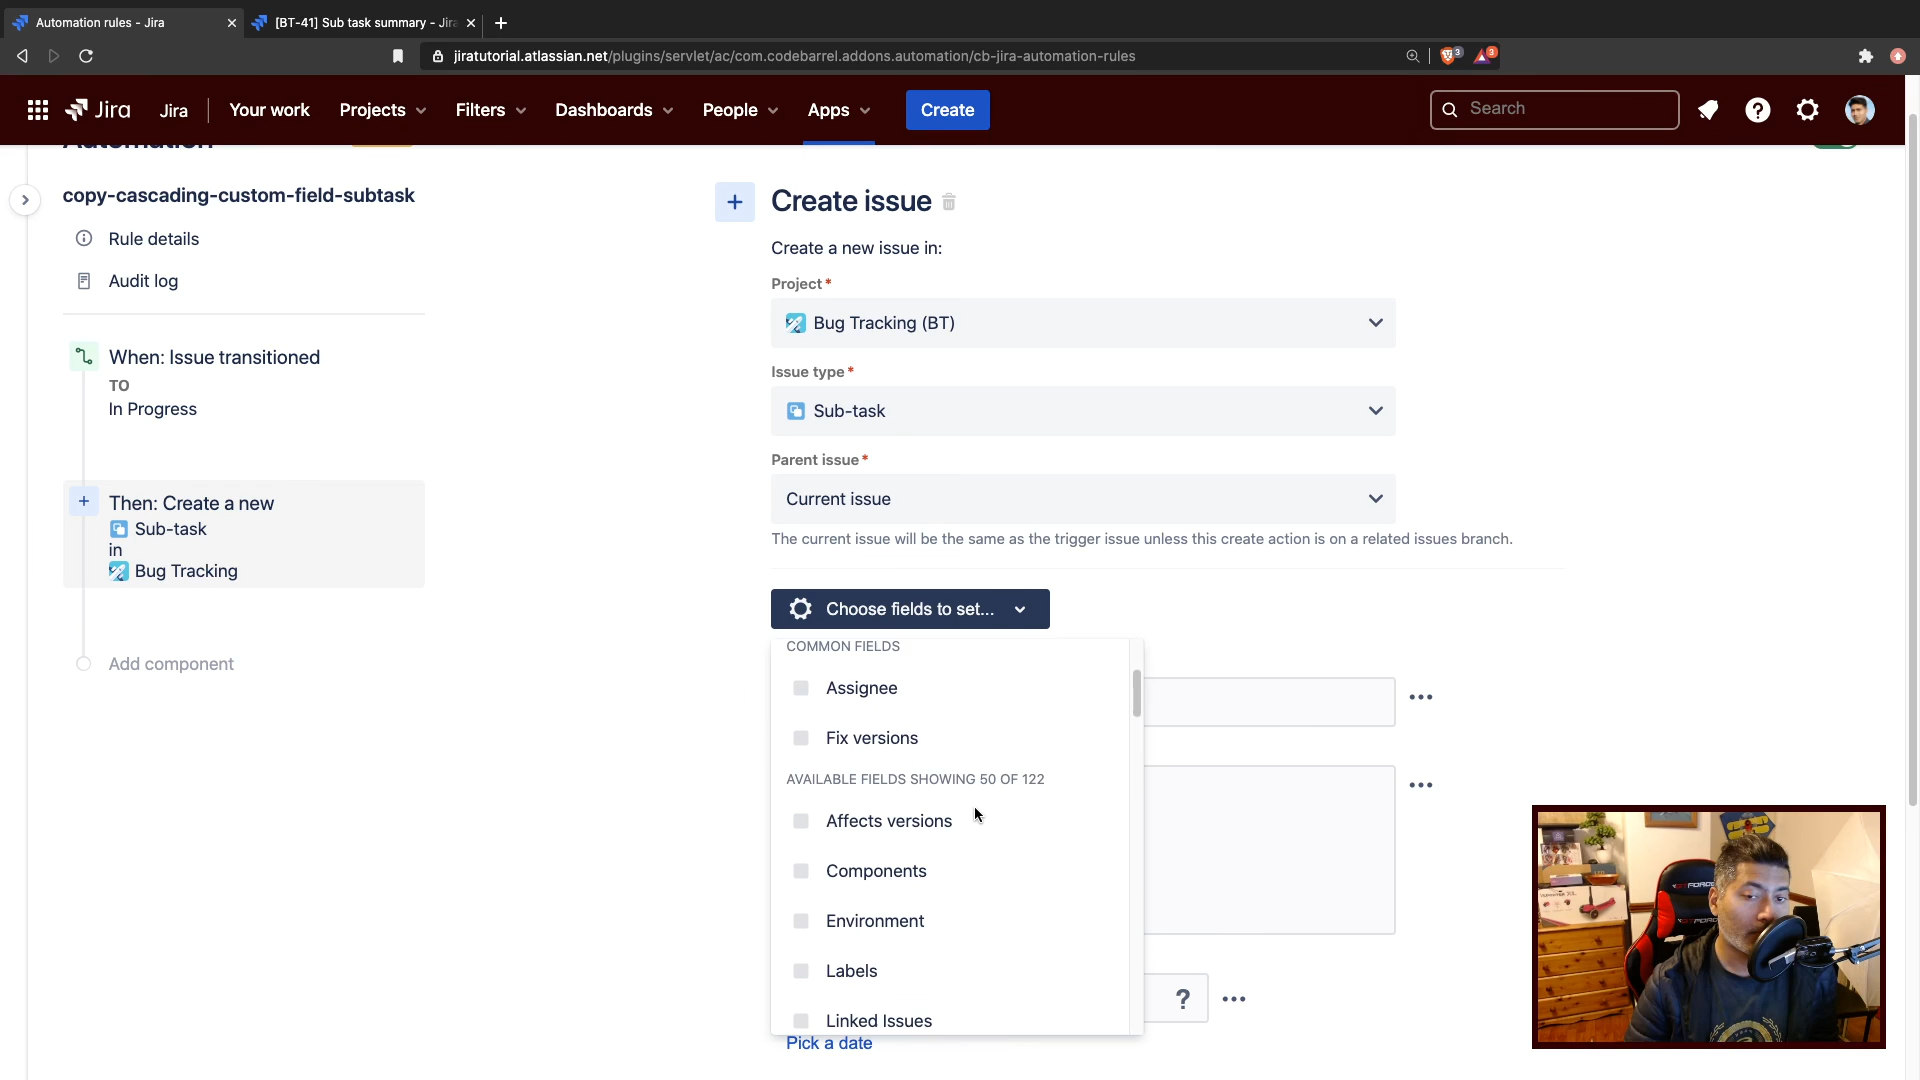 Automation rules - Jira
[BT-41] Sub task summary - Jira
jiratutorial.atlassian.net/plugins/servlet/ac/com.codebarrel.addons.automation/cb-jira-automation-rules
3
3
Jira
Jira
Your work
Projects
Filters
Dashboards
People
Apps
Create
Search
Automation
copy-cascading-custom-field-subtask
Rule details
Audit log
When: Issue transitioned
TO
In Progress
Then: Create a new
Sub-task
in
Bug Tracking
Add component
Create issue
Create a new issue in:
Project *
Bug Tracking (BT)
Issue type *
Sub-task
Parent issue *
Current issue
The current issue will be the same as the trigger issue unless this create action is on a related issues branch.
Choose fields to set...
COMMON FIELDS
Assignee
Fix versions
AVAILABLE FIELDS SHOWING 50 OF 122
Affects versions
Components
Environment
Labels
Linked Issues
?
Pick a date